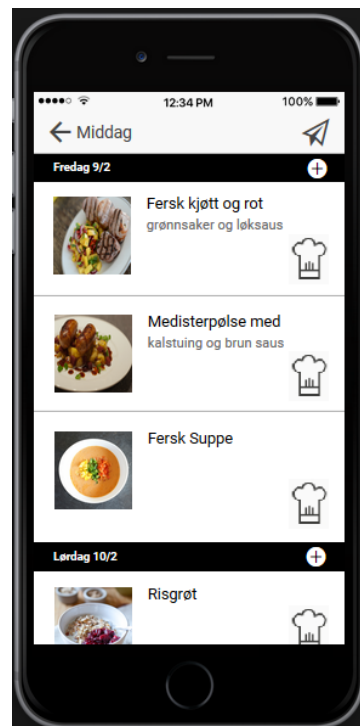 12:34 PM
100%
Middag
Fredag 9/2
Fersk kjøtt og rot
grønnsaker og løksaus
Medisterpølse med
kalstuing og brun saus
Fersk Suppe
Lørdag 10/2
Risgrøt